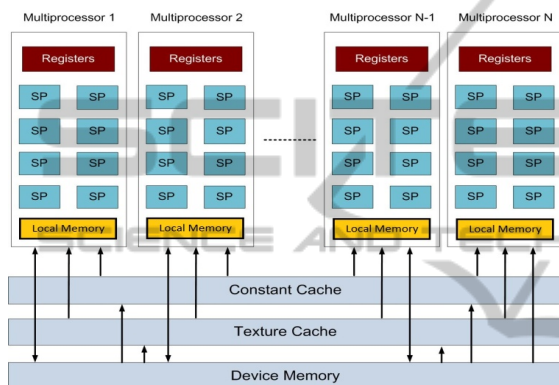 Multiprocessor 1 Multiprocessor 2 Multiprocessor N-1 Multiprocessor N
Registers Registers Registers Registers
SP SP SP SP SP SP SP SP
SP SP SP SP SP SP SP SP
SP SP SP SP SP SP SP SP
SP SP SP SP SP SP SP SP
Local Memory Local Memory Local Memory Local Memory
SCIENCE AND TECH
Constant Cache
Texture Cache
Device Memory